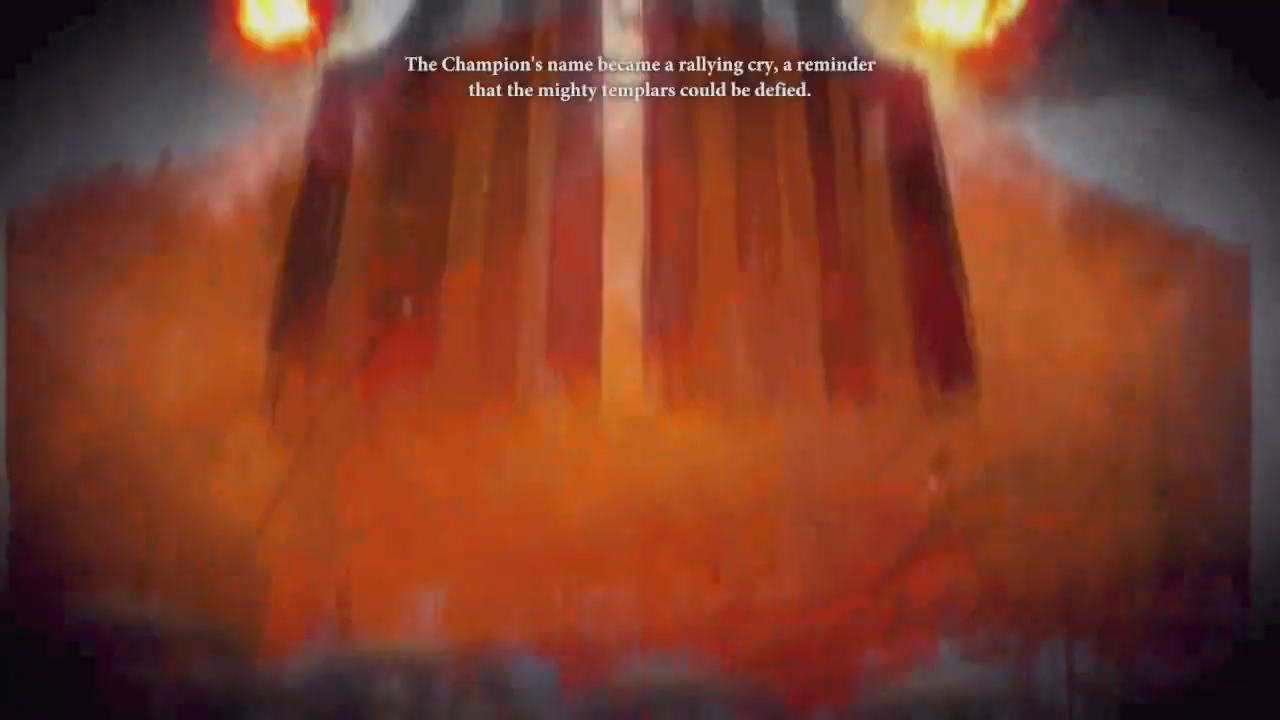 The Champion's name became a rallying cry, a reminder
that the mighty templars could be defied.